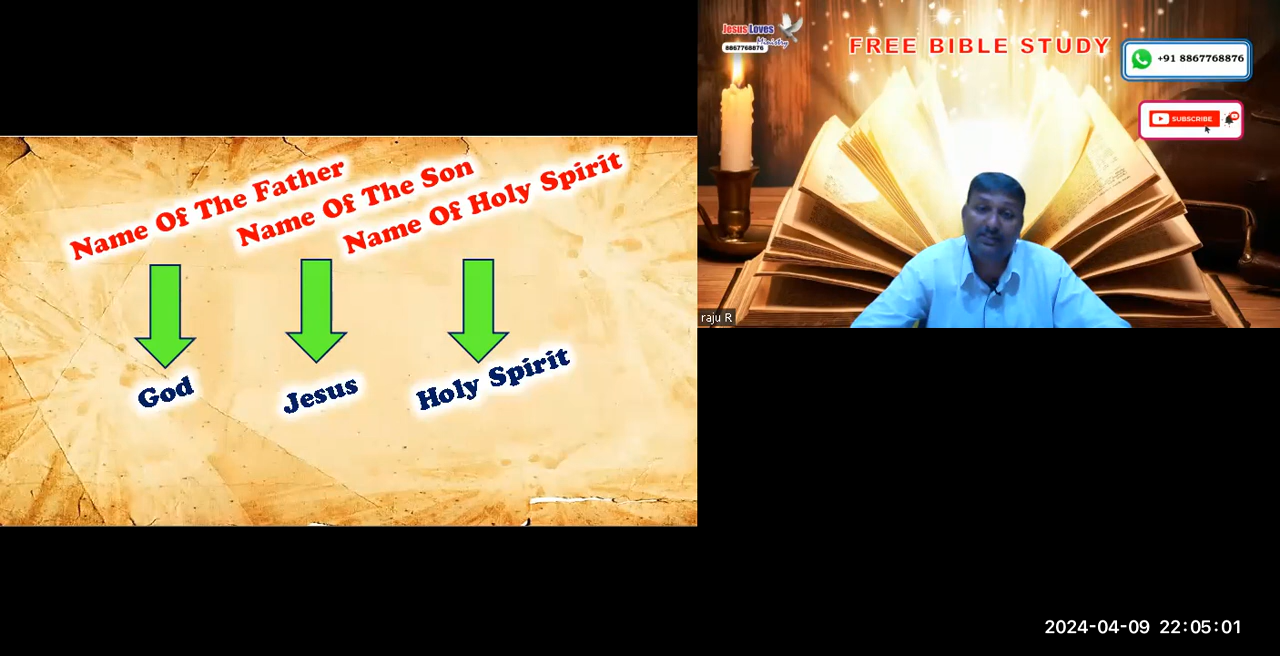 Name Of The Father
Name Of The Son
Name Of Holy Spirit
God
Jesus
Holy Spirit
Jesus Loves
Ministry
8867768876
FREE BIBLE STUDY
+91 8867768876
SUBSCRIBE
raju R
2024-04-09 22:05:01